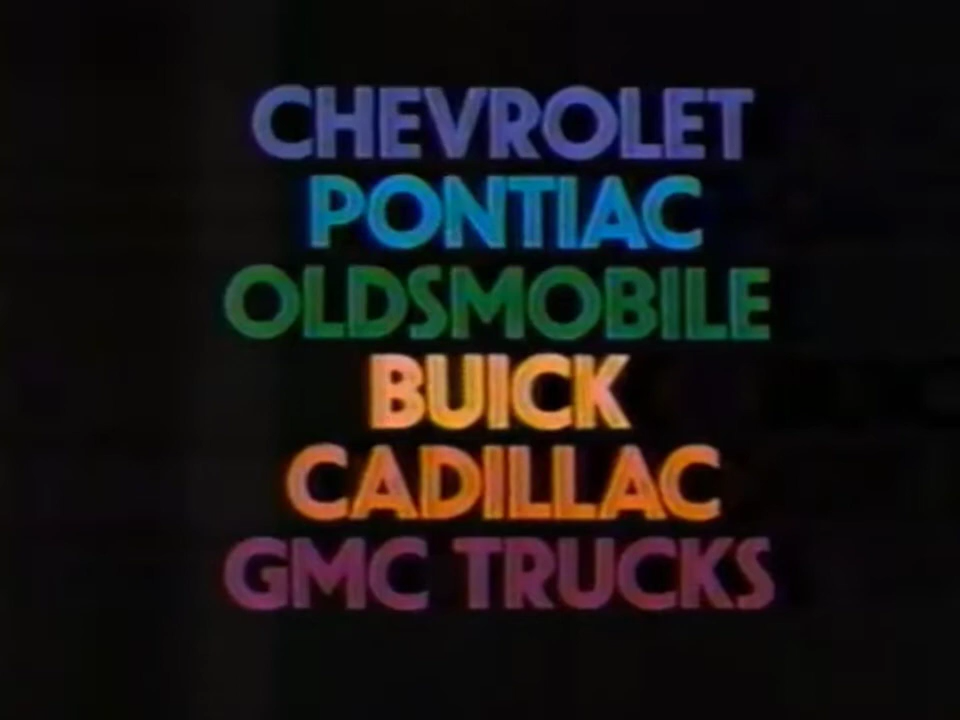 CHEVROLET
PONTIAC
OLDSMOBILE
BUICK
CADILLAC
GMC TRUCKS